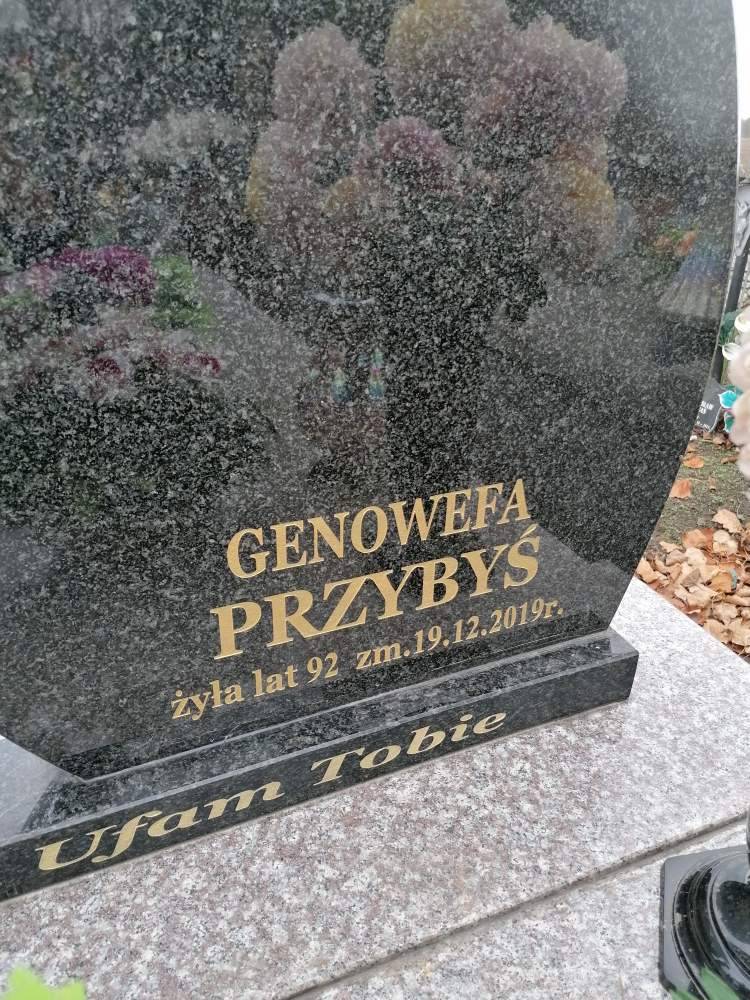 GENOWEFA
PRZYBYŚ
żyła lat 92 zm.19.12.2019r.
Ufam Tobie